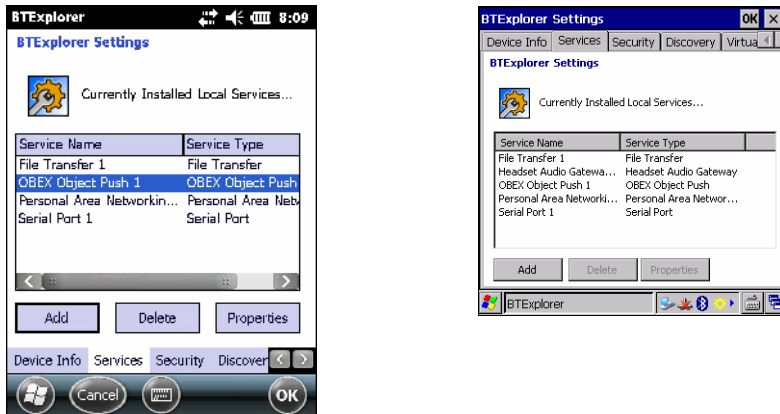 BTExplorer 8:09
BTExplorer Settings
Currently Installed Local Services...
Service Name Service Type
File Transfer 1 File Transfer
OBEX Object Push 1 OBEX Object Push
Personal Area Networkin... Personal Area Netw
Serial Port 1 Serial Port
Add Delete Properties
Device Info Services Security Discover
Cancel OK
BTExplorer Settings OK
Device Info Services Security Discovery Virtua
BTExplorer Settings
Currently Installed Local Services...
Service Name Service Type
File Transfer 1 File Transfer
Headset Audio Gatewa... Headset Audio Gateway
OBEX Object Push 1 OBEX Object Push
Personal Area Networki... Personal Area Networ...
Serial Port 1 Serial Port
Add Delete Properties
BTExplorer